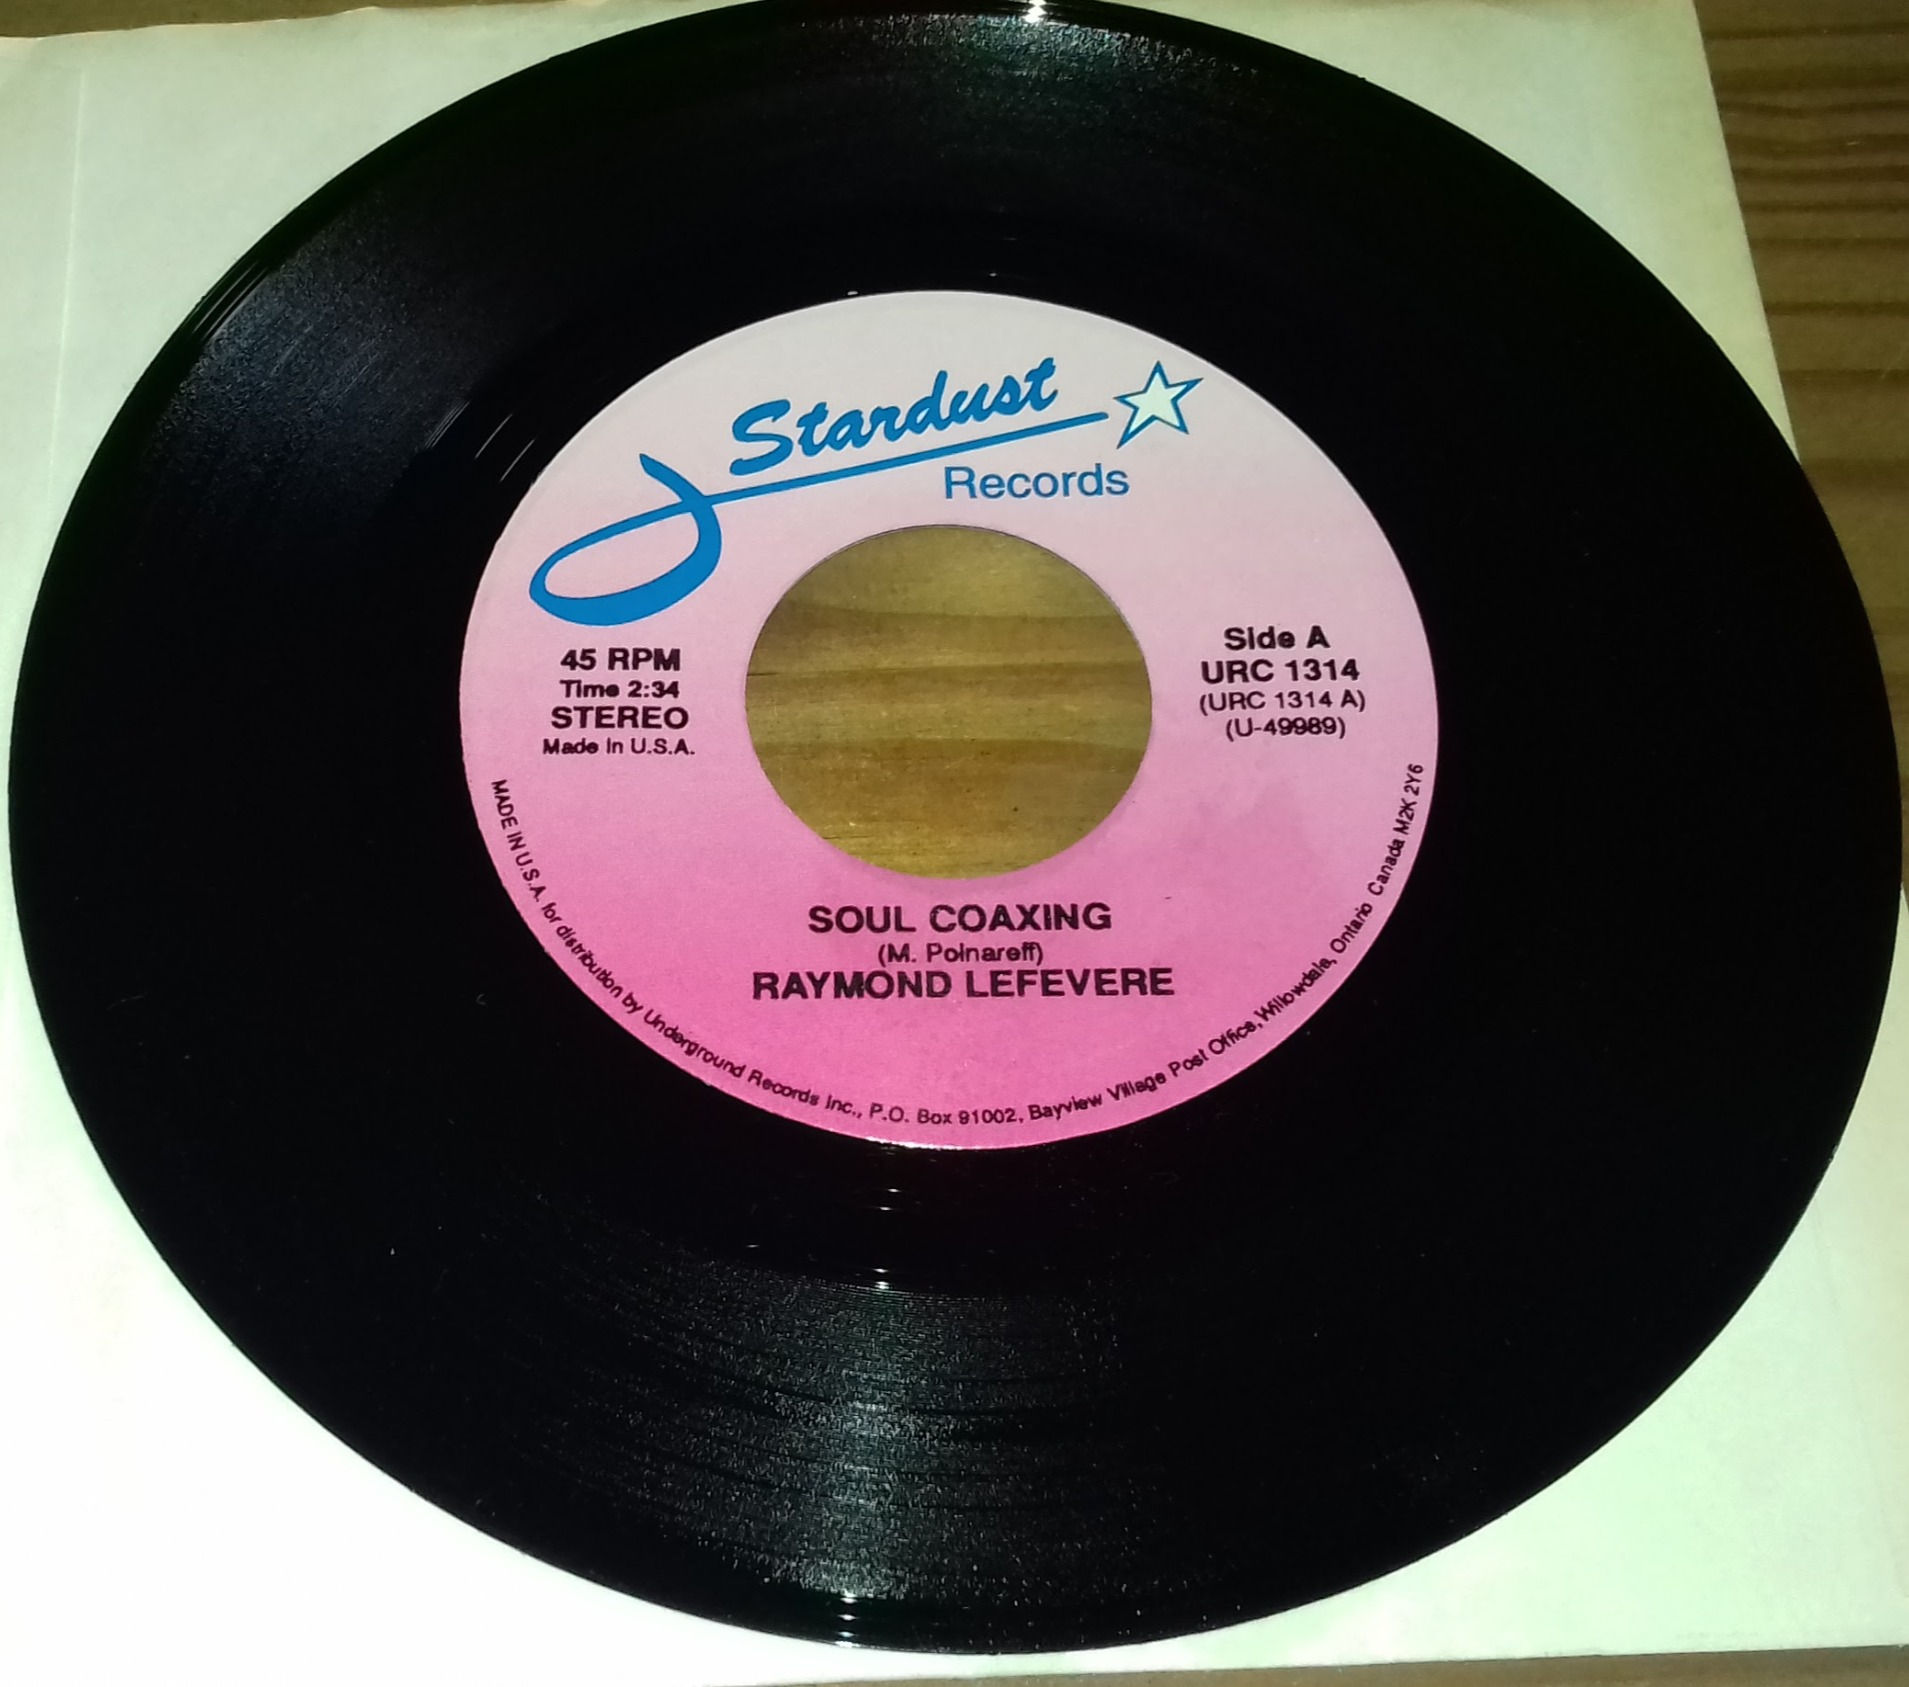 Stardust
Records
45 RPM
Time 2:34
STEREO
Made In U.S.A.
Side A
URC 1314
(URC 1314 A)
(U-49989)
SOUL COAXING
(M. Polnareff)
RAYMOND LEFEVERE
MADE IN U.S.A. for distribution by Underground Records Inc., P.O. Box 91002, Bayview Village Post Office, Willowdale, Ontario Canada M2K 2Y6